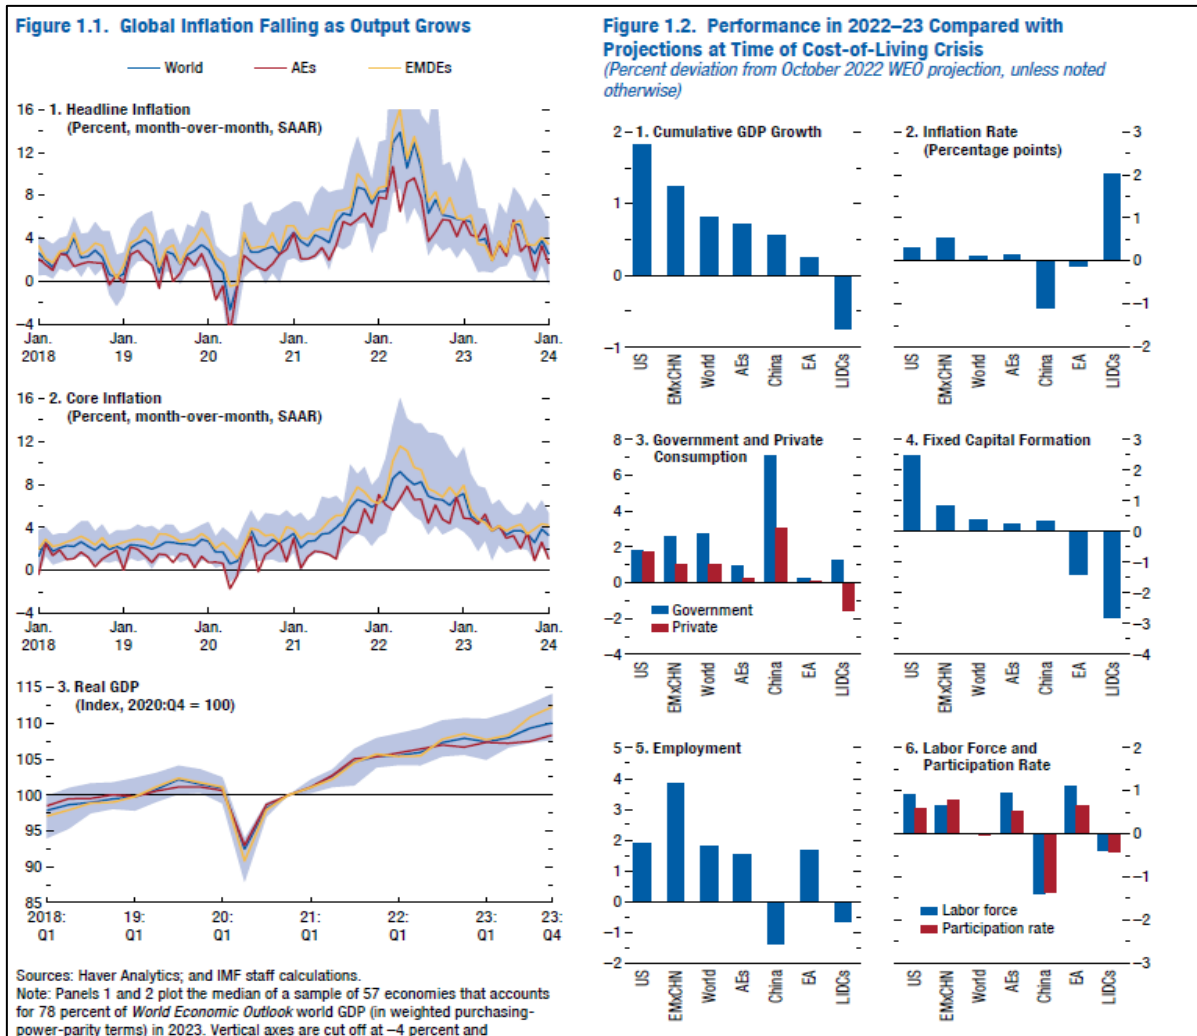 Figure 1.1. Global Inflation Falling as Output Grows
World AEs EMDEs
16
1. Headline Inflation
(Percent, month-over-month, SAAR)
12
8
4
0
–4
Jan. Jan. Jan. Jan. Jan. Jan. Jan.
2018 19 20 21 22 23 24
16
2. Core Inflation
(Percent, month-over-month, SAAR)
12
8
4
0
–4
Jan. Jan. Jan. Jan. Jan. Jan. Jan.
2018 19 20 21 22 23 24
115
3. Real GDP
(Index, 2020:Q4 = 100)
110
105
100
95
90
85
2018: 19: 20: 21: 22: 23: 23:
Q1 Q1 Q1 Q1 Q1 Q1 Q4
Sources: Haver Analytics; and IMF staff calculations.
Note: Panels 1 and 2 plot the median of a sample of 57 economies that accounts
for 78 percent of World Economic Outlook world GDP (in weighted purchasing-
power-parity terms) in 2023. Vertical axes are cut off at –4 percent and
Figure 1.2. Performance in 2022–23 Compared with
Projections at Time of Cost-of-Living Crisis
(Percent deviation from October 2022 WEO projection, unless noted
otherwise)
2
1. Cumulative GDP Growth
1
0
–1
US EMxCHN World AEs China EA LIDCs
2. Inflation Rate
(Percentage points)
3
2
1
0
–1
–2
US EMxCHN World AEs China EA LIDCs
8
3. Government and Private
Consumption
6
4
2
0
–2
–4
Government
Private
US EMxCHN World AEs China EA LIDCs
4. Fixed Capital Formation
3
2
1
0
–1
–2
–3
–4
US EMxCHN World AEs China EA LIDCs
5
5. Employment
4
3
2
1
0
–1
–2
US EMxCHN World AEs China EA LIDCs
6. Labor Force and
Participation Rate
2
1
0
–1
–2
–3
Labor force
Participation rate
US EMxCHN World AEs China EA LIDCs